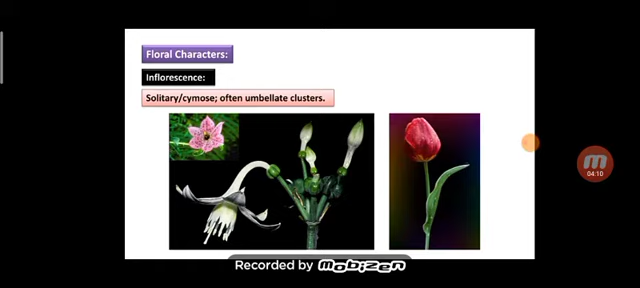 Floral Characters:
Inflorescence:
Solitary/cymose; often umbellate clusters.
04:10
Recorded by MOBIZEN